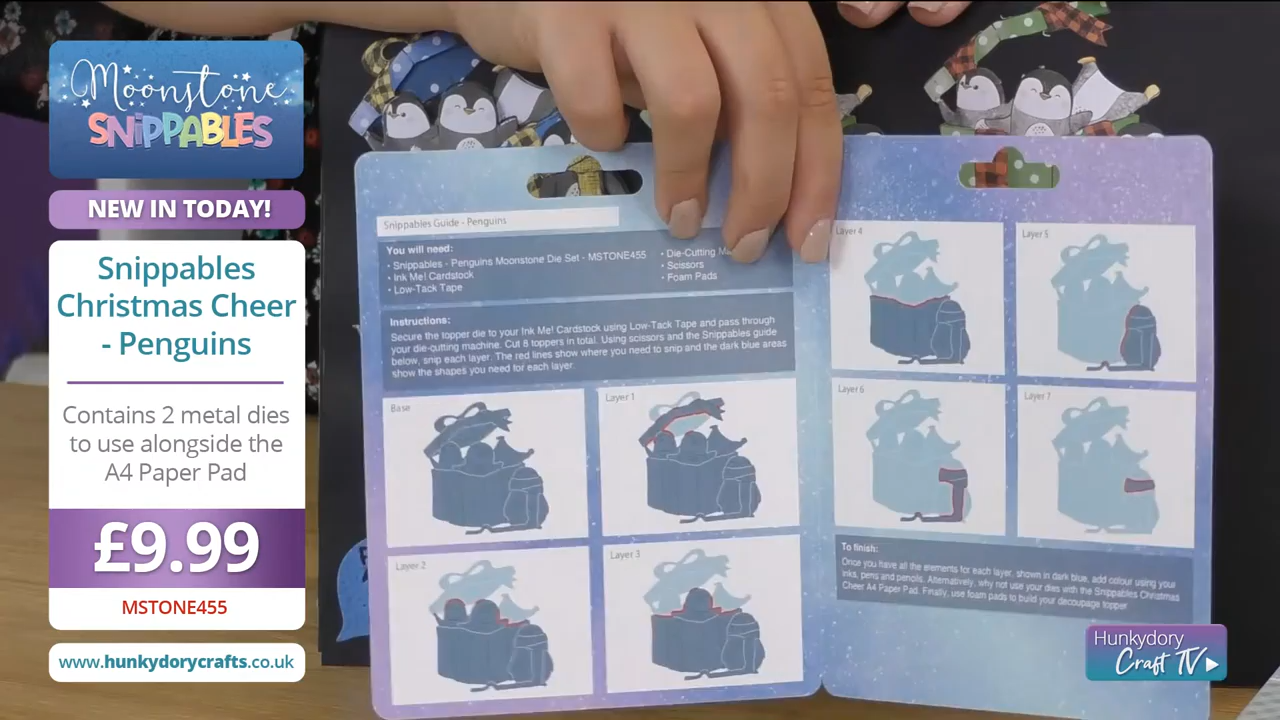 Moonstone
SNiPPABLES
NEW IN TODAY!
Snippables
Christmas Cheer
- Penguins
Contains 2 metal dies
to use alongside the
A4 Paper Pad
£9.99
MSTONE455
www.hunkydorycrafts.co.uk
Snippables Guide - Penguins
You will need:
• Snippables - Penguins Moonstone Die Set - MSTONE455
• Ink Me! Cardstock
• Low-Tack Tape
• Die-Cutting
• Scissors
• Foam Pads
Instructions:
Secure the topper die to your Ink Me! Cardstock using Low-Tack Tape and pass through
your die-cutting machine. Cut 8 toppers in total. Using scissors and the Snippables guide
below, snip each layer. The red lines show where you need to snip and the dark blue areas
show the shapes you need for each layer.
Base
Layer 1
Layer 2
Layer 3
Layer 4
Layer 5
Layer 6
Layer 7
To finish:
Once you have all the elements for each layer, shown in dark blue, add colour using your
inks, pens and pencils. Alternatively, why not use your dies with the Snippables Christmas
Cheer A4 Paper Pad. Finally, use foam pads to build your decoupage topper
Hunkydory
Craft TV